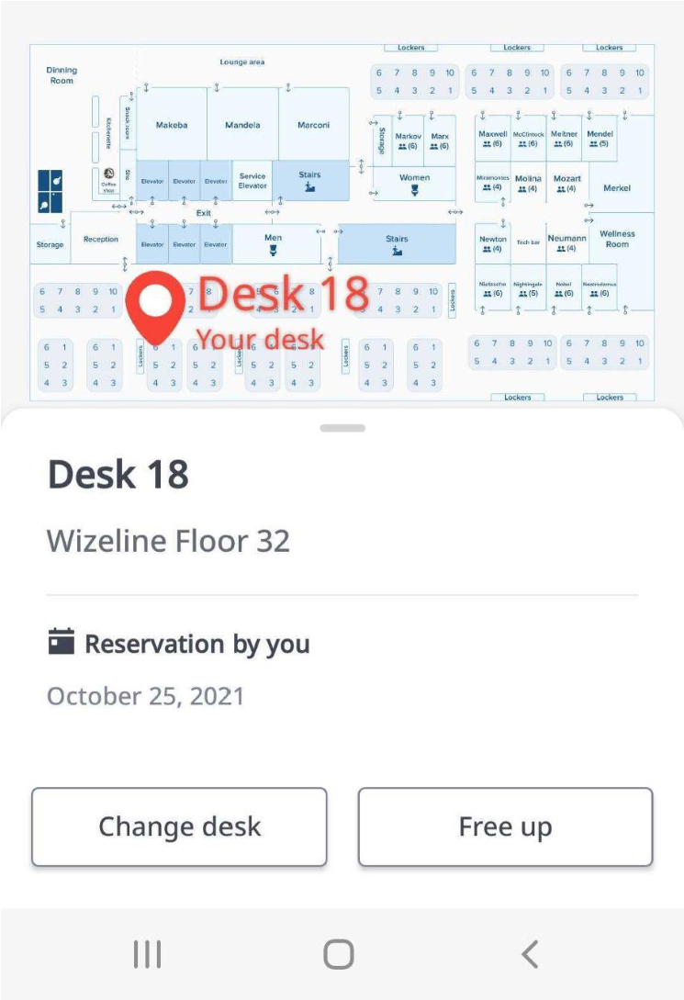 Lockers Lockers Lockers
Dinning
Room
Lounge area
6 7 8 9 10 6 7 8 9 10 6 7 8 9 10
5 4 3 2 1 5 4 3 2 1 5 4 3 2 1
Kitchenette
Snack room
Makeba Mandela Marconi
Storage
Markov Marx
(6) (6)
Maxwell McClintock Meitner Mendel
(6) (6) (6) (5)
Coffee
shop
Site
Elevator Elevator Elevator
Service
Elevator
Stairs
Women
Miramontes Molina Mozart
(4) (4) (4)
Merkel
Exit
Storage Reception
Elevator Elevator Elevator
Men
Stairs
Newton Tech bar Neumann
(4) (4)
Wellness
Room
Nietzsche Nightingale Nobel Nostradamus
(6) (5) (6) (6)
6 7 8 9 10 7 8 8 7 8 9 10
5 4 3 2 1 2 5 4 3 2 1 4 3 2 1
Lockers
Desk 18
Your desk
6 1 6 1 6 1 6 1 6 1
5 2 5 2 5 2 5 2 5 2 5 2 5 2 5 2
4 3 4 3 4 3 4 3 4 3 4 3 4 3 4 3
Lockers Lockers Lockers
6 7 8 9 10 6 7 8 9 10
5 4 3 2 1 5 4 3 2 1
Lockers Lockers
Desk 18
Wizeline Floor 32
Reservation by you
October 25, 2021
Change desk
Free up